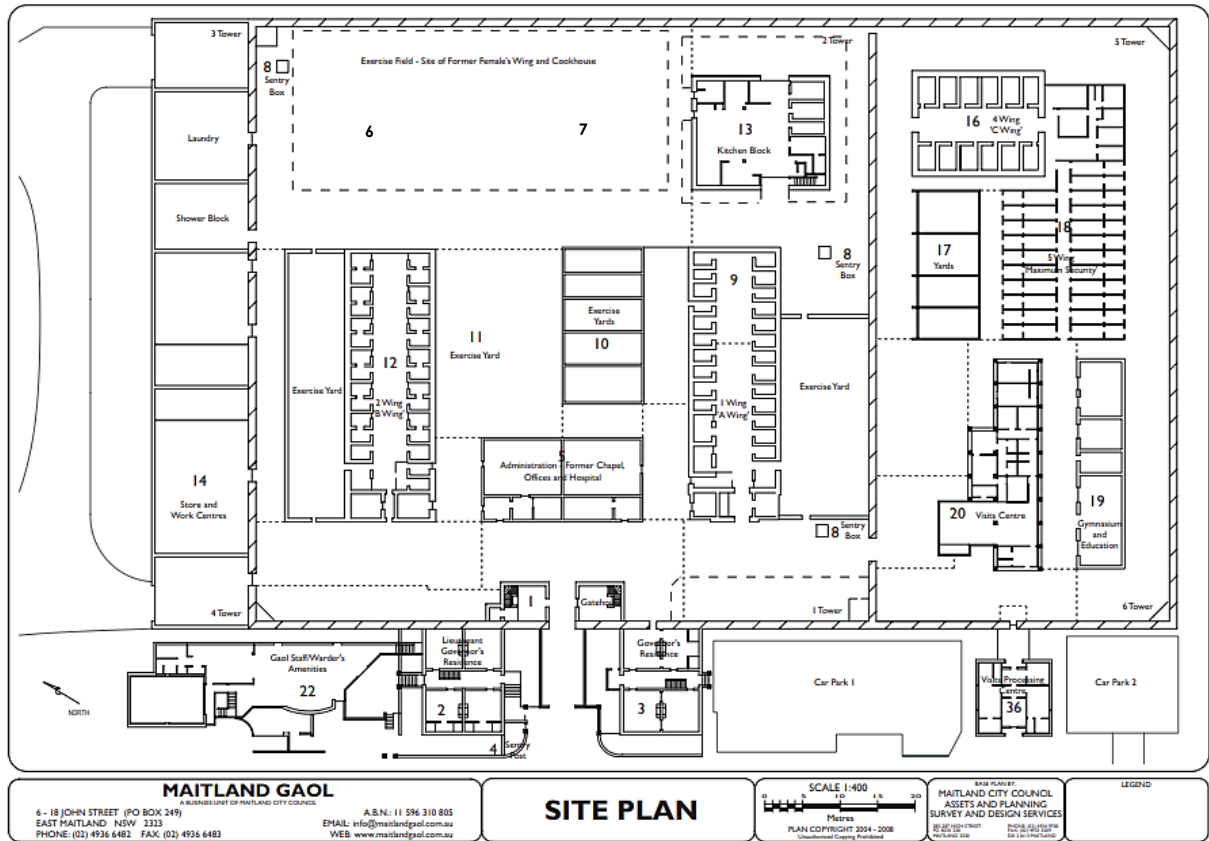 3 Tower
2 Tower
5 Tower
Exercise Field - Site of Former Female's Wing and Cookhouse
8
Sentry
Box
6
7
13
Kitchen Block
16
4 Wing
'C Wing'
Laundry
Shower Block
8
Sentry
Box
9
17
Yards
18
5 Wing
'Maximum Security'
Exercise
Yards
10
11
Exercise Yard
12
Exercise Yard
Exercise Yard
2 Wing
'B Wing'
1 Wing
'A Wing'
5
Administration - Former Chapel,
Offices and Hospital
14
Store and
Work Centres
8
Sentry
Box
20
Visits Centre
19
Gymnasium
and
Education
4 Tower
1
Gatehouse
1 Tower
6 Tower
Lieutenant
Governor's
Residence
Governor's
Residence
Gaol Staff/Warder's
Amenities
22
Car Park 1
Visits Processing
Centre
36
Car Park 2
NORTH
2
3
4
Sentry
Post
MAITLAND GAOL
A BUSINESS UNIT OF MAITLAND CITY COUNCIL
6 - 18 JOHN STREET (PO BOX 249)
EAST MAITLAND NSW 2323
PHONE: (02) 4936 6482 FAX: (02) 4936 6483
A.B.N.: 11 596 310 805
EMAIL: info@maitlandgaol.com.au
WEB: www.maitlandgaol.com.au
SITE PLAN
SCALE 1:400
0 5 10 15 20
Metres
PLAN COPYRIGHT 2004 - 2008
Unauthorised Copying Prohibited
BASE PLAN BY:
MAITLAND CITY COUNCIL
ASSETS AND PLANNING
SURVEY AND DESIGN SERVICES
LEGEND